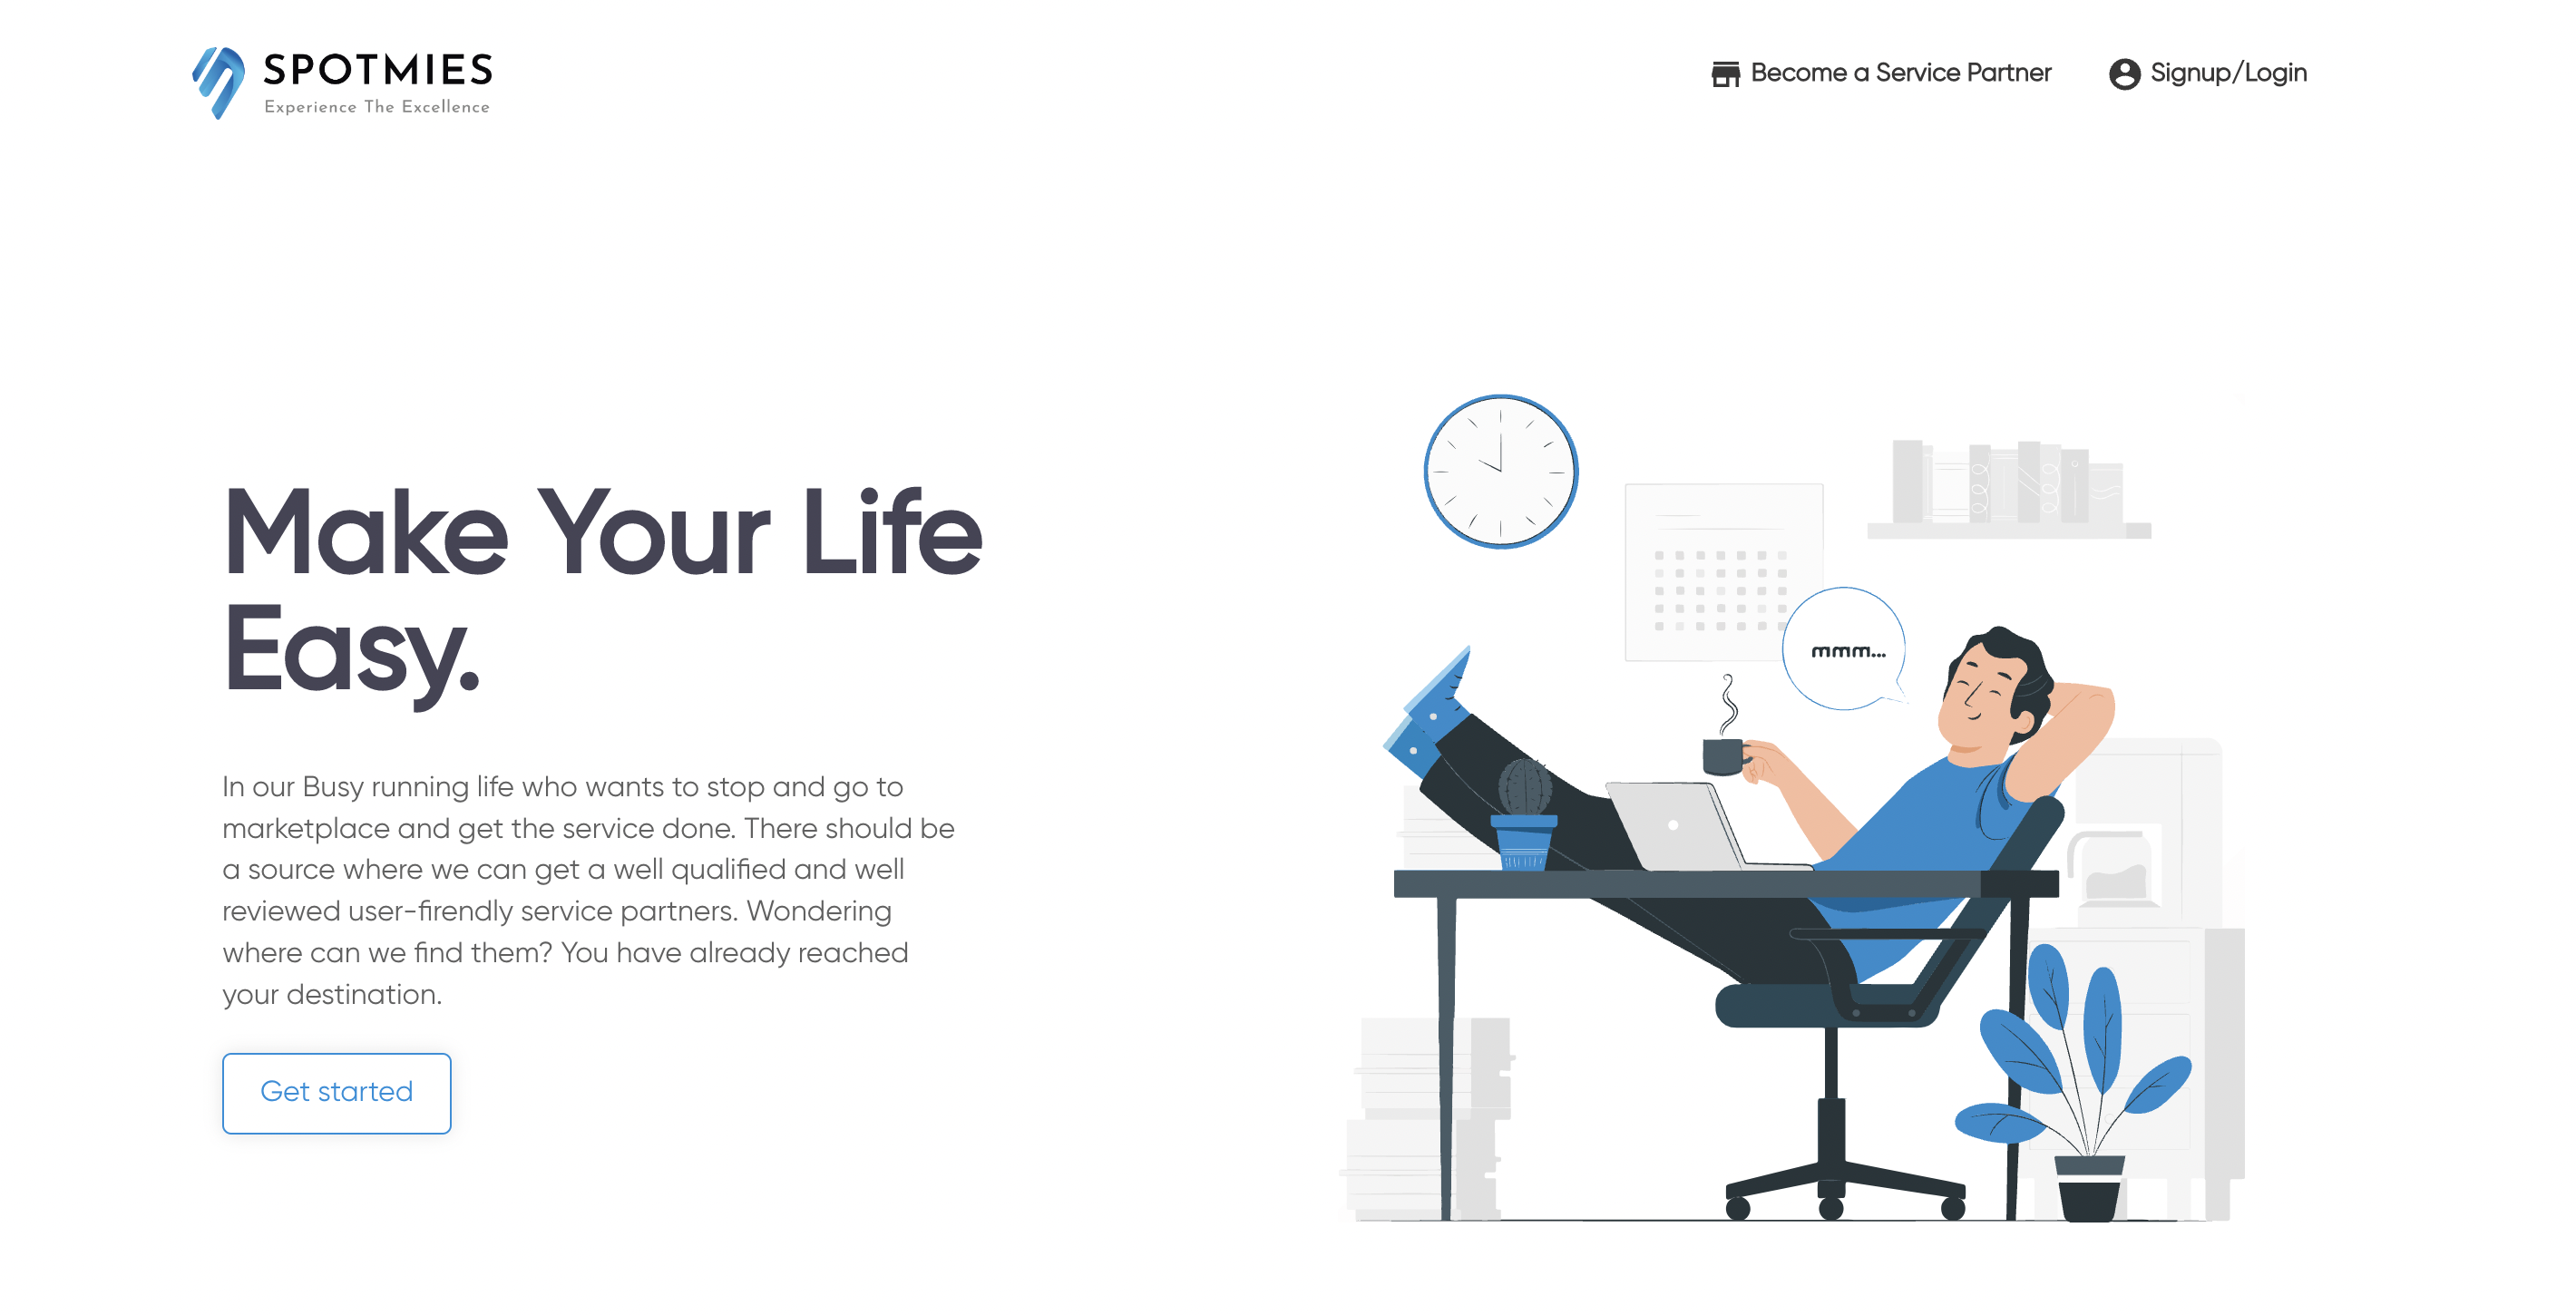 SPOTMIES
Experience The Excellence
Become a Service Partner
Signup/Login
Make Your Life
Easy.
In our Busy running life who wants to stop and go to
marketplace and get the service done. There should be
a source where we can get a well qualified and well
reviewed user-firendly service partners. Wondering
where can we find them? You have already reached
your destination.
Get started
mmm...